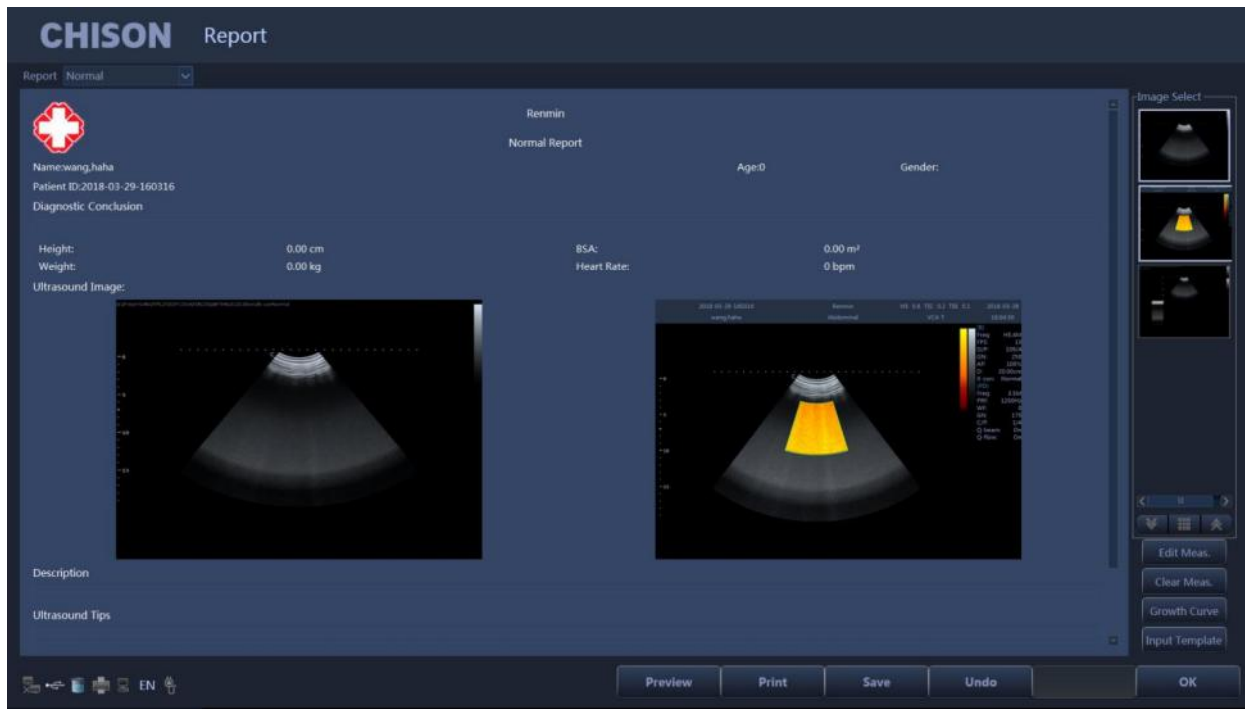 CHISON Report
Report Normal
Image Select
Renmin
Normal Report
Name:wang,haha Age:0 Gender:
Patient ID:2018-03-29-160316
Diagnostic Conclusion
Height: 0.00 cm BSA: 0.00 m²
Weight: 0.00 kg Heart Rate: 0 bpm
Ultrasound Image:
wang,haha Abdominal
Description
Ultrasound Tips
Edit Meas.
Clear Meas.
Growth Curve
Input Template
EN Preview Print Save Undo OK